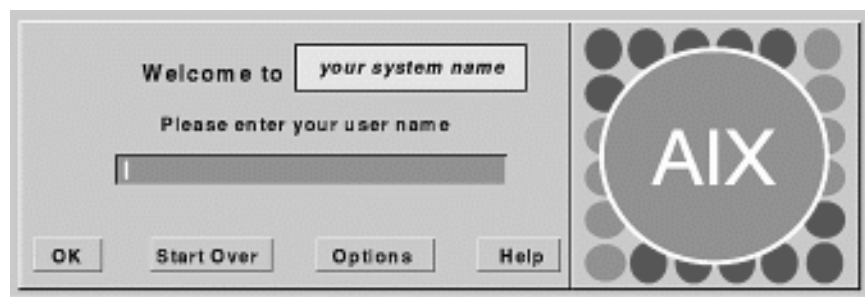 Welcome to your system name
Please enter your user name
OK Start Over Options Help
AIX